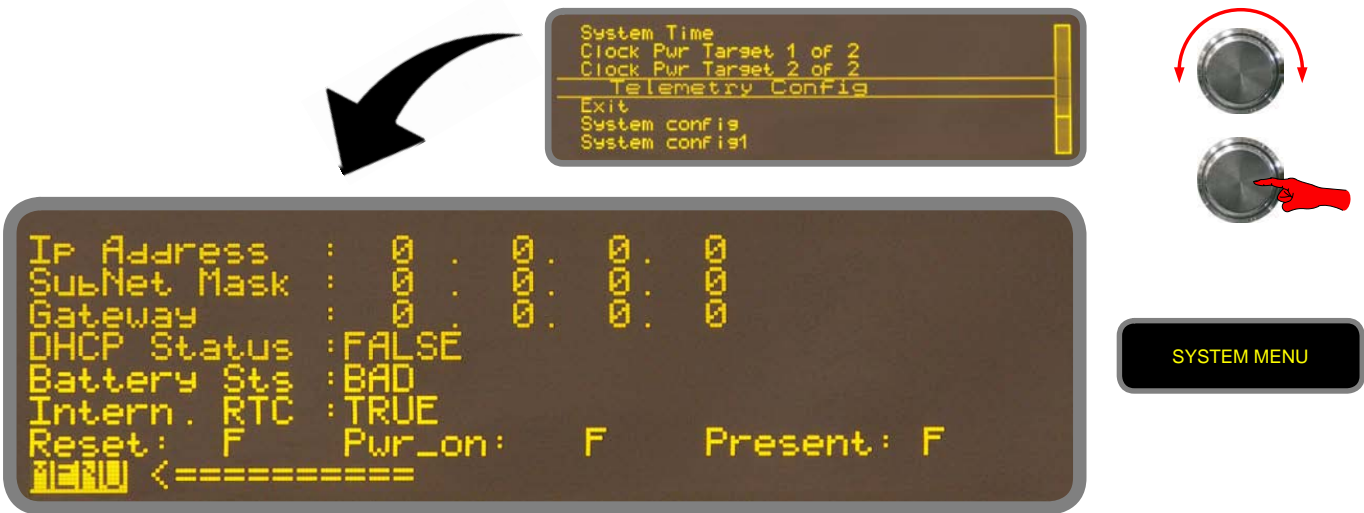 System Time
Clock Pwr Target 1 of 2
Clock Pwr Target 2 of 2
Telemetry Config
Exit
System config
System config1
Ip Address : 0 . 0 . 0 . 0
SubNet Mask : 0 . 0 . 0 . 0
Gateway : 0 . 0 . 0 . 0
DHCP Status :FALSE
Battery Sts :BAD
Intern. RTC :TRUE
Reset: F Pwr_on: F Present: F
MENU <==========
SYSTEM MENU